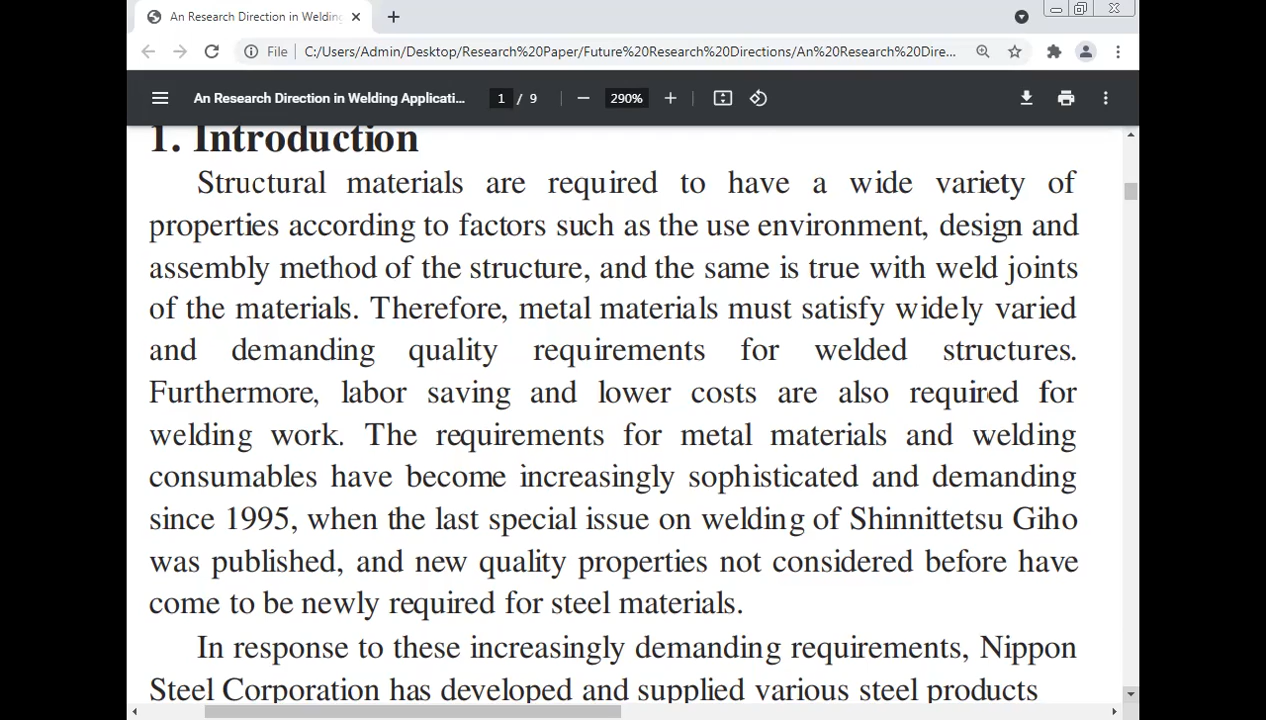 An Research Direction in Welding
File C:/Users/Admin/Desktop/Research%20Paper/Future%20Research%20Directions/An%20Research%20Dire...
An Research Direction in Welding Applicati... 1 / 9 290%
1. Introduction
Structural materials are required to have a wide variety of
properties according to factors such as the use environment, design and
assembly method of the structure, and the same is true with weld joints
of the materials. Therefore, metal materials must satisfy widely varied
and demanding quality requirements for welded structures.
Furthermore, labor saving and lower costs are also required for
welding work. The requirements for metal materials and welding
consumables have become increasingly sophisticated and demanding
since 1995, when the last special issue on welding of Shinnittetsu Giho
was published, and new quality properties not considered before have
come to be newly required for steel materials.
In response to these increasingly demanding requirements, Nippon
Steel Corporation has developed and supplied various steel products